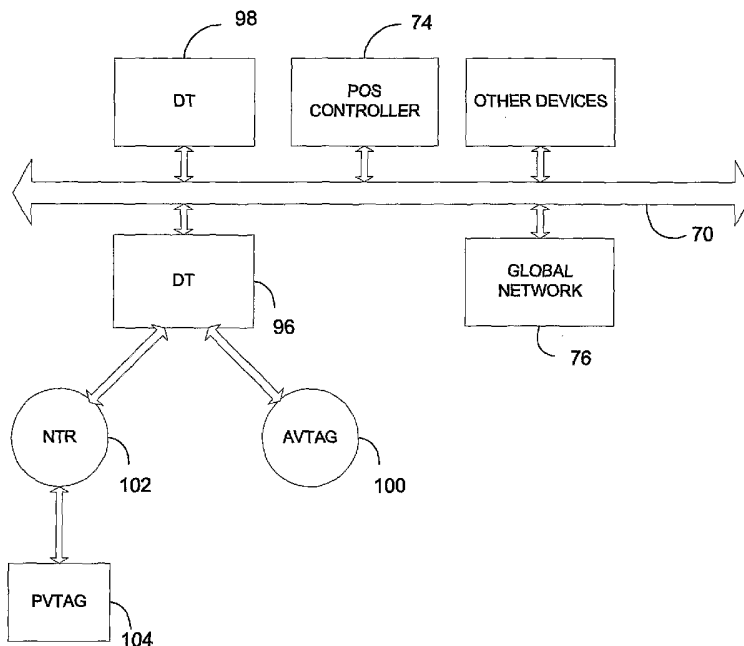 98
74
DT
POS
CONTROLLER
OTHER DEVICES
70
DT
GLOBAL
NETWORK
96
76
NTR
AVTAG
102
100
PVTAG
104